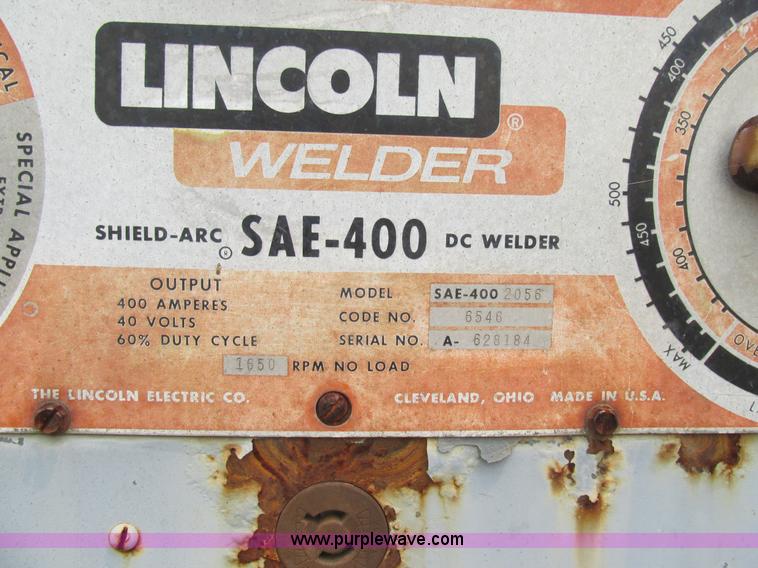 LINCOLN
®
WELDER
SHIELD-ARC ® SAE-400 DC WELDER
OUTPUT
400 AMPERES
40 VOLTS
60% DUTY CYCLE
MODEL SAE-400 2056
CODE NO. 6546
SERIAL NO. A- 628184
1650 RPM NO LOAD
THE LINCOLN ELECTRIC CO. CLEVELAND, OHIO MADE IN U.S.A.
SPECIAL APPLI
450
400
350
500
450
400
MAX
www.purplewave.com